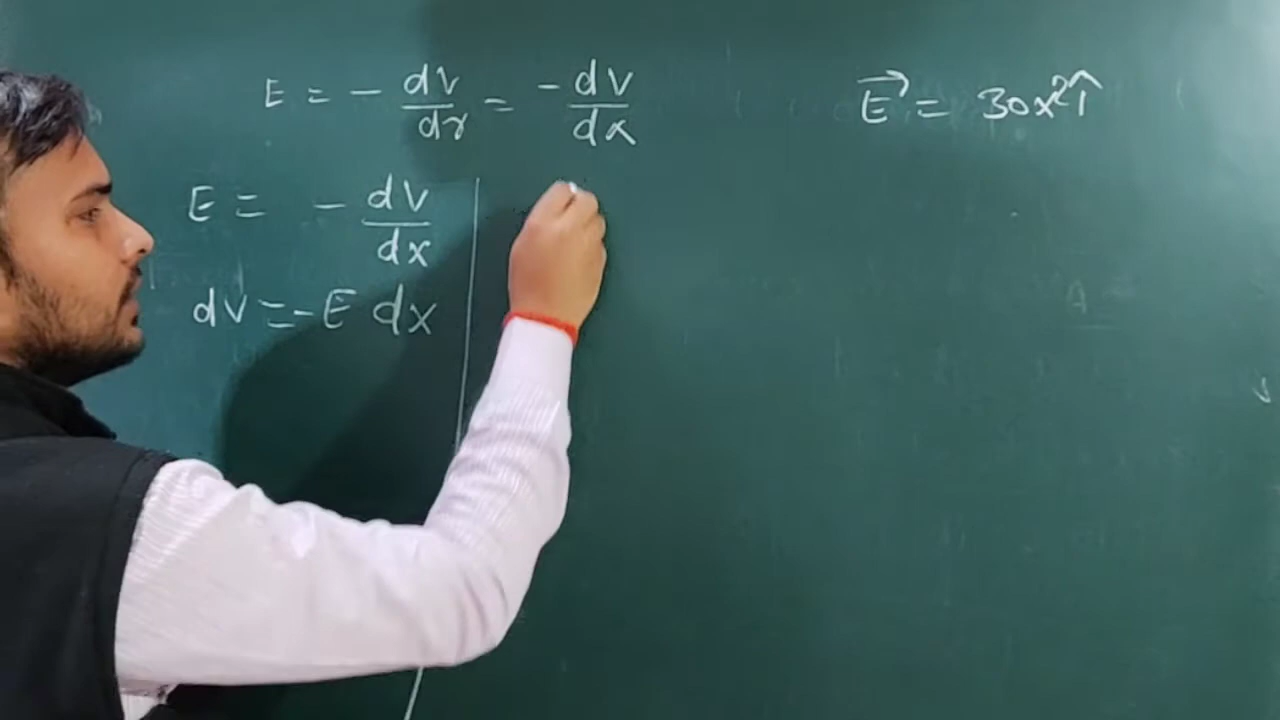 E = - dV/dr = - dV/dx
E⃗ = 30x² î
E = - dV/dx
dV = - E dx